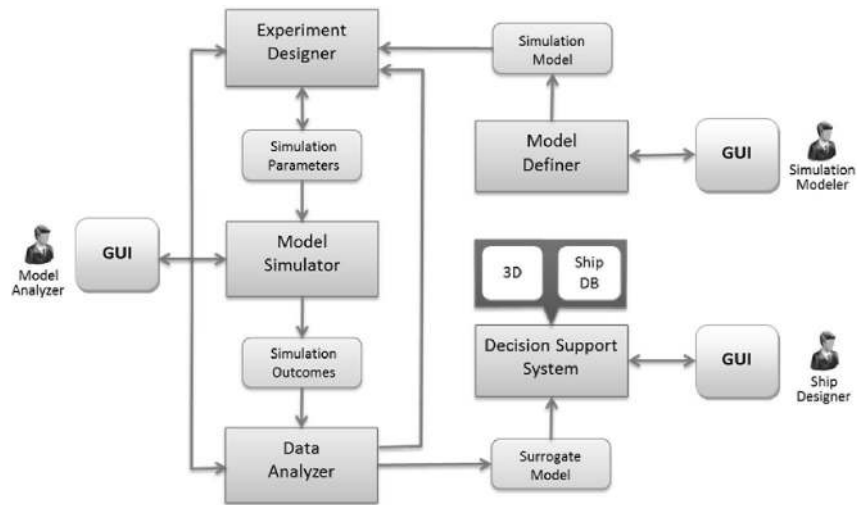 Experiment
Designer
Simulation
Model
Simulation
Parameters
Model
Definer
GUI
Simulation
Modeler
GUI
Model
Analyzer
Model
Simulator
3D
Ship
DB
Simulation
Outcomes
Decision Support
System
GUI
Ship
Designer
Data
Analyzer
Surrogate
Model